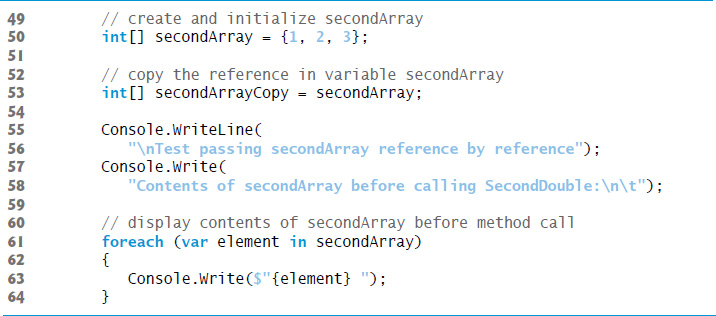 49 // create and initialize secondArray
50 int[] secondArray = {1, 2, 3};
51
52 // copy the reference in variable secondArray
53 int[] secondArrayCopy = secondArray;
54
55 Console.WriteLine(
56 "\nTest passing secondArray reference by reference");
57 Console.Write(
58 "Contents of secondArray before calling SecondDouble:\n\t");
59
60 // display contents of secondArray before method call
61 foreach (var element in secondArray)
62 {
63 Console.Write($"{element} ");
64 }